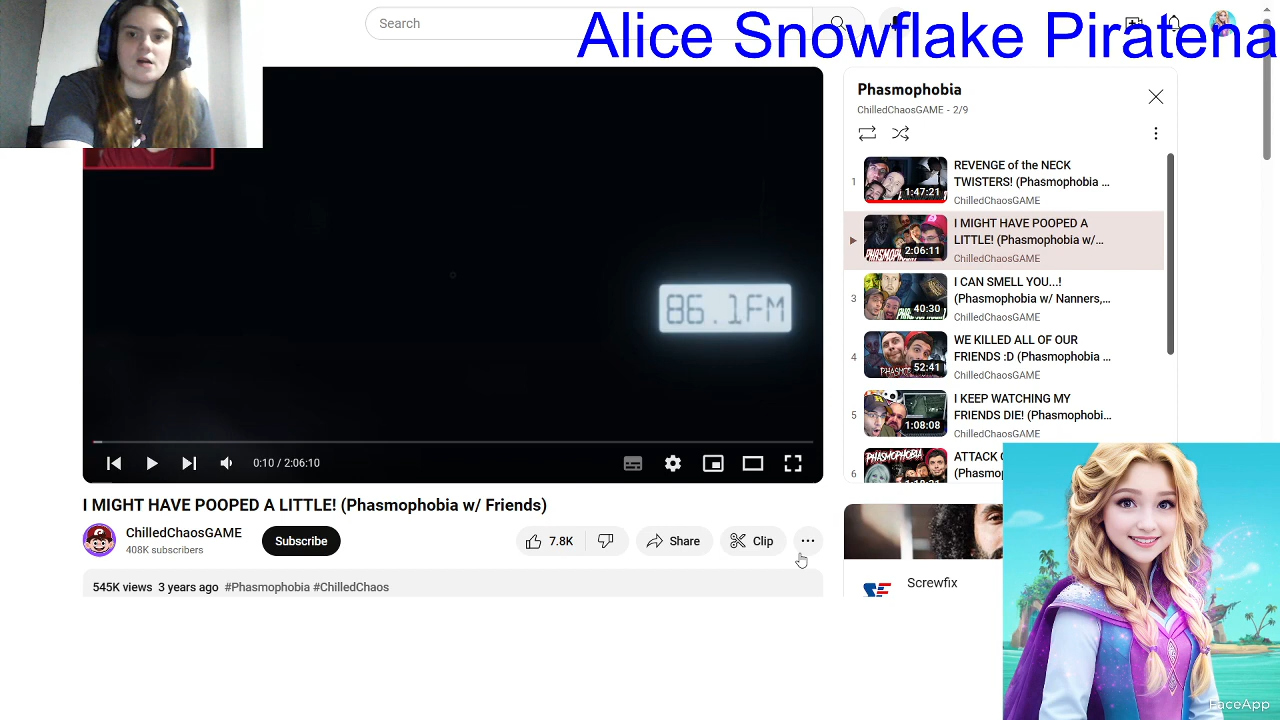 Search
Alice Snowflake Piratena
86.1FM
0:10 / 2:06:10
I MIGHT HAVE POOPED A LITTLE! (Phasmophobia w/ Friends)
ChilledChaosGAME
408K subscribers
Subscribe
7.8K
Share
Clip
545K views 3 years ago #Phasmophobia #ChilledChaos
Phasmophobia
ChilledChaosGAME - 2/9
1
1:47:21
REVENGE of the NECK
TWISTERS! (Phasmophobia ...
ChilledChaosGAME
PHASMOPHOBIA
2:06:11
I MIGHT HAVE POOPED A
LITTLE! (Phasmophobia w/...
ChilledChaosGAME
3
40:30
I CAN SMELL YOU...!
(Phasmophobia w/ Nanners,...
ChilledChaosGAME
4
52:41
WE KILLED ALL OF OUR
FRIENDS :D (Phasmophobia ...
ChilledChaosGAME
5
1:08:08
I KEEP WATCHING MY
FRIENDS DIE! (Phasmophobi...
ChilledChaosGAME
6
PHASMOPHOBIA
ATTACK
(Phasmop
Screwfix
FaceApp